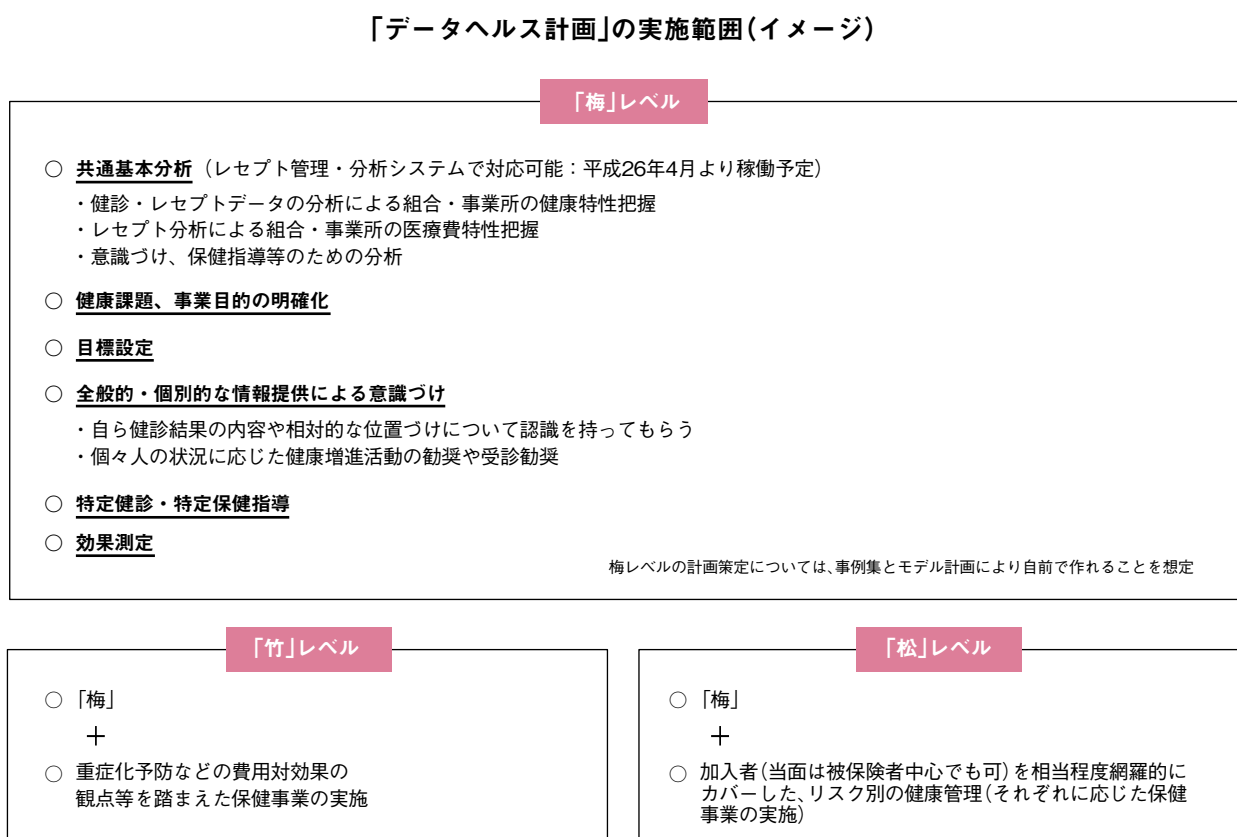 「データヘルス計画」の実施範囲(イメージ)
「梅」レベル
○ 共通基本分析（レセプト管理・分析システムで対応可能：平成26年4月より稼働予定）
・健診・レセプトデータの分析による組合・事業所の健康特性把握
・レセプト分析による組合・事業所の医療費特性把握
・意識づけ、保健指導等のための分析
○ 健康課題、事業目的の明確化
○ 目標設定
○ 全般的・個別的な情報提供による意識づけ
・自ら健診結果の内容や相対的な位置づけについて認識を持ってもらう
・個々人の状況に応じた健康増進活動の勧奨や受診勧奨
○ 特定健診・特定保健指導
○ 効果測定
梅レベルの計画策定については、事例集とモデル計画により自前で作れることを想定
「竹」レベル
○ 「梅」
＋
○ 重症化予防などの費用対効果の
観点等を踏まえた保健事業の実施
「松」レベル
○ 「梅」
＋
○ 加入者(当面は被保険者中心でも可)を相当程度網羅的に
カバーした、リスク別の健康管理(それぞれに応じた保健
事業の実施)